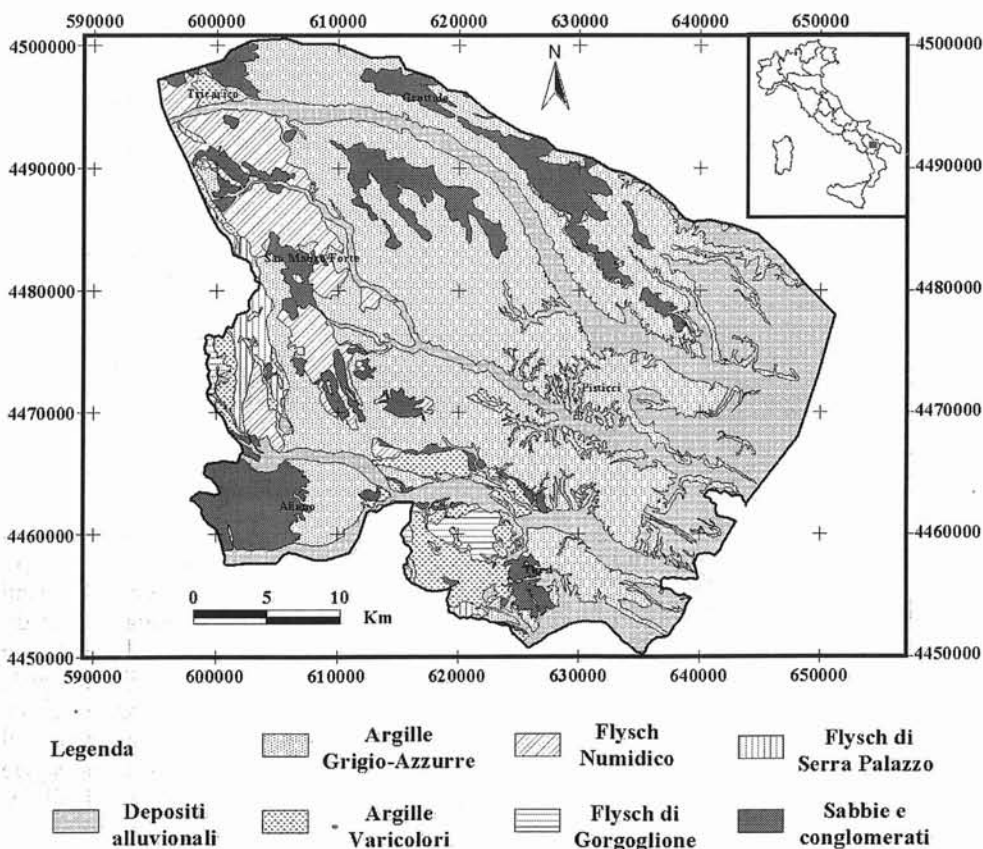 590000 600000 610000 620000 630000 640000 650000
4500000 4500000
N
Tricarico
Grottole
4490000 4490000
San Mauro Forte
4480000 4480000
Pisticci
4470000 4470000
Aliano
4460000 4460000
Tursi
0 5 10
Km
4450000 4450000
590000 600000 610000 620000 630000 640000 650000
Legenda
Argille
Grigio-Azzurre
Flysch
Numidico
Flysch di
Serra Palazzo
Depositi
alluvionali
Argille
Varicolori
Flysch di
Gorgoglione
Sabbie e
conglomerati